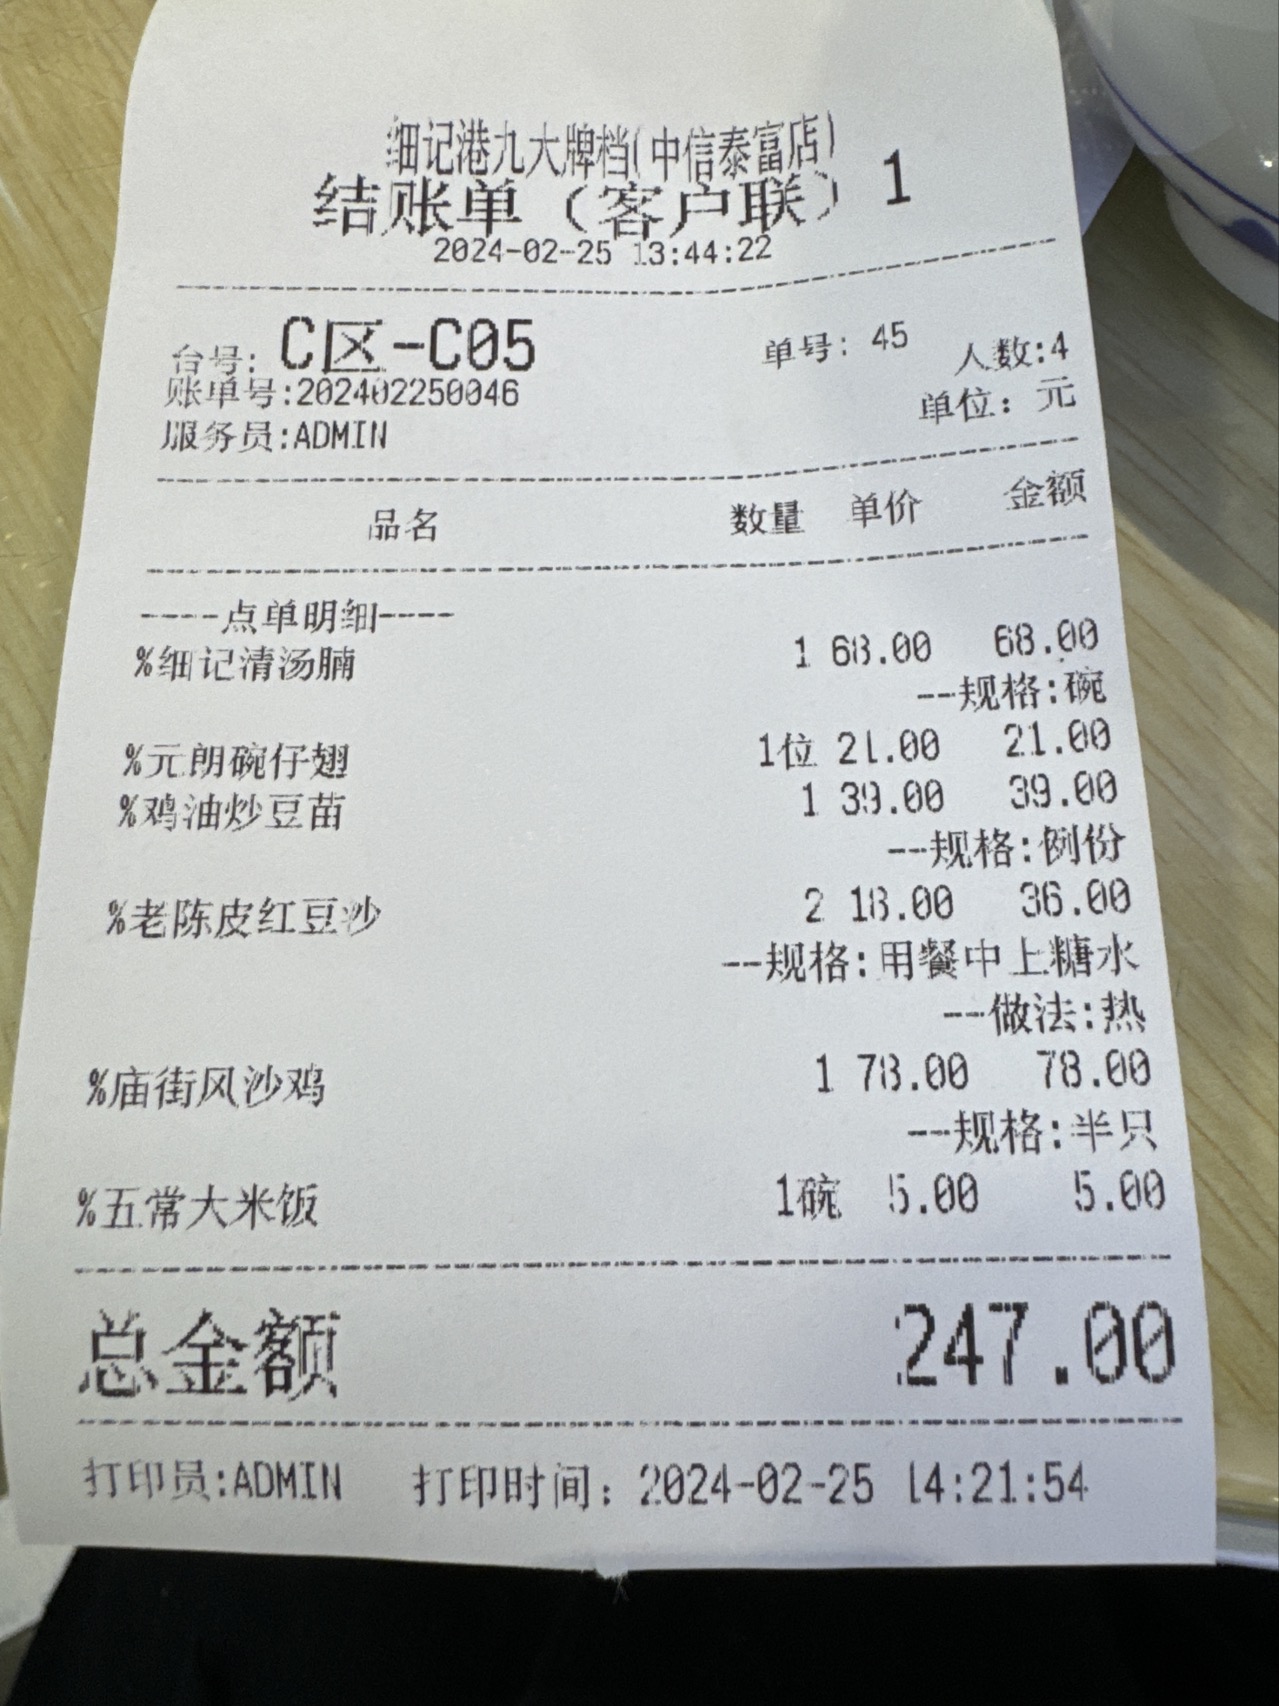 细记港九大牌档(中信泰富店)
结账单（客户联）1
2024-02-25 13:44:22
台号: C区-C05 单号: 45 人数:4
账单号:202402250046 单位: 元
服务员:ADMIN
品名 数量 单价 金额
----点单明细----
%细记清汤腩 1 68.00 68.00
--规格:碗
%元朗碗仔翅 1位 21.00 21.00
%鸡油炒豆苗 1 39.00 39.00
--规格:例份
%老陈皮红豆沙 2 18.00 36.00
--规格:用餐中上糖水
--做法:热
%庙街风沙鸡 1 78.00 78.00
--规格:半只
%五常大米饭 1碗 5.00 5.00
总金额 247.00
打印员:ADMIN 打印时间: 2024-02-25 14:21:54